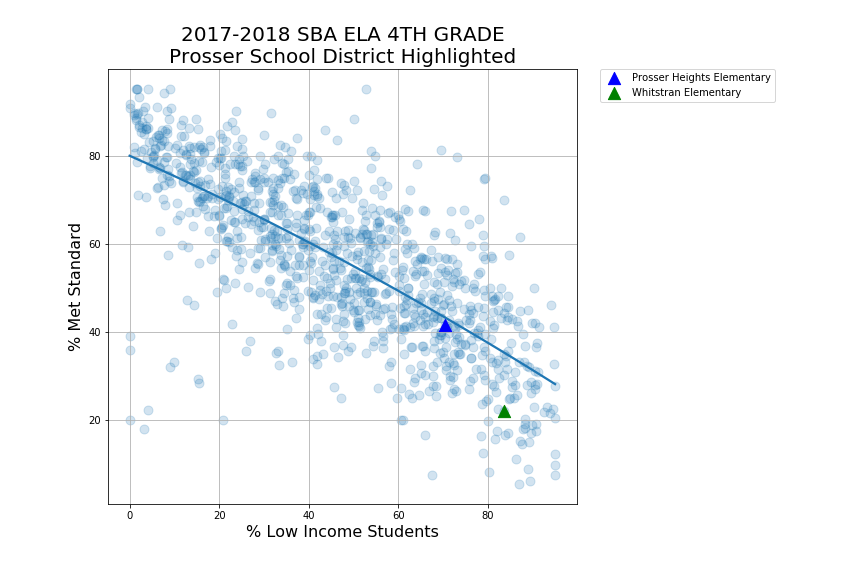 2017-2018 SBA ELA 4TH GRADE
Prosser School District Highlighted
Prosser Heights Elementary
Whitstran Elementary
% Met Standard
80
60
40
20
0 20 40 60 80
% Low Income Students